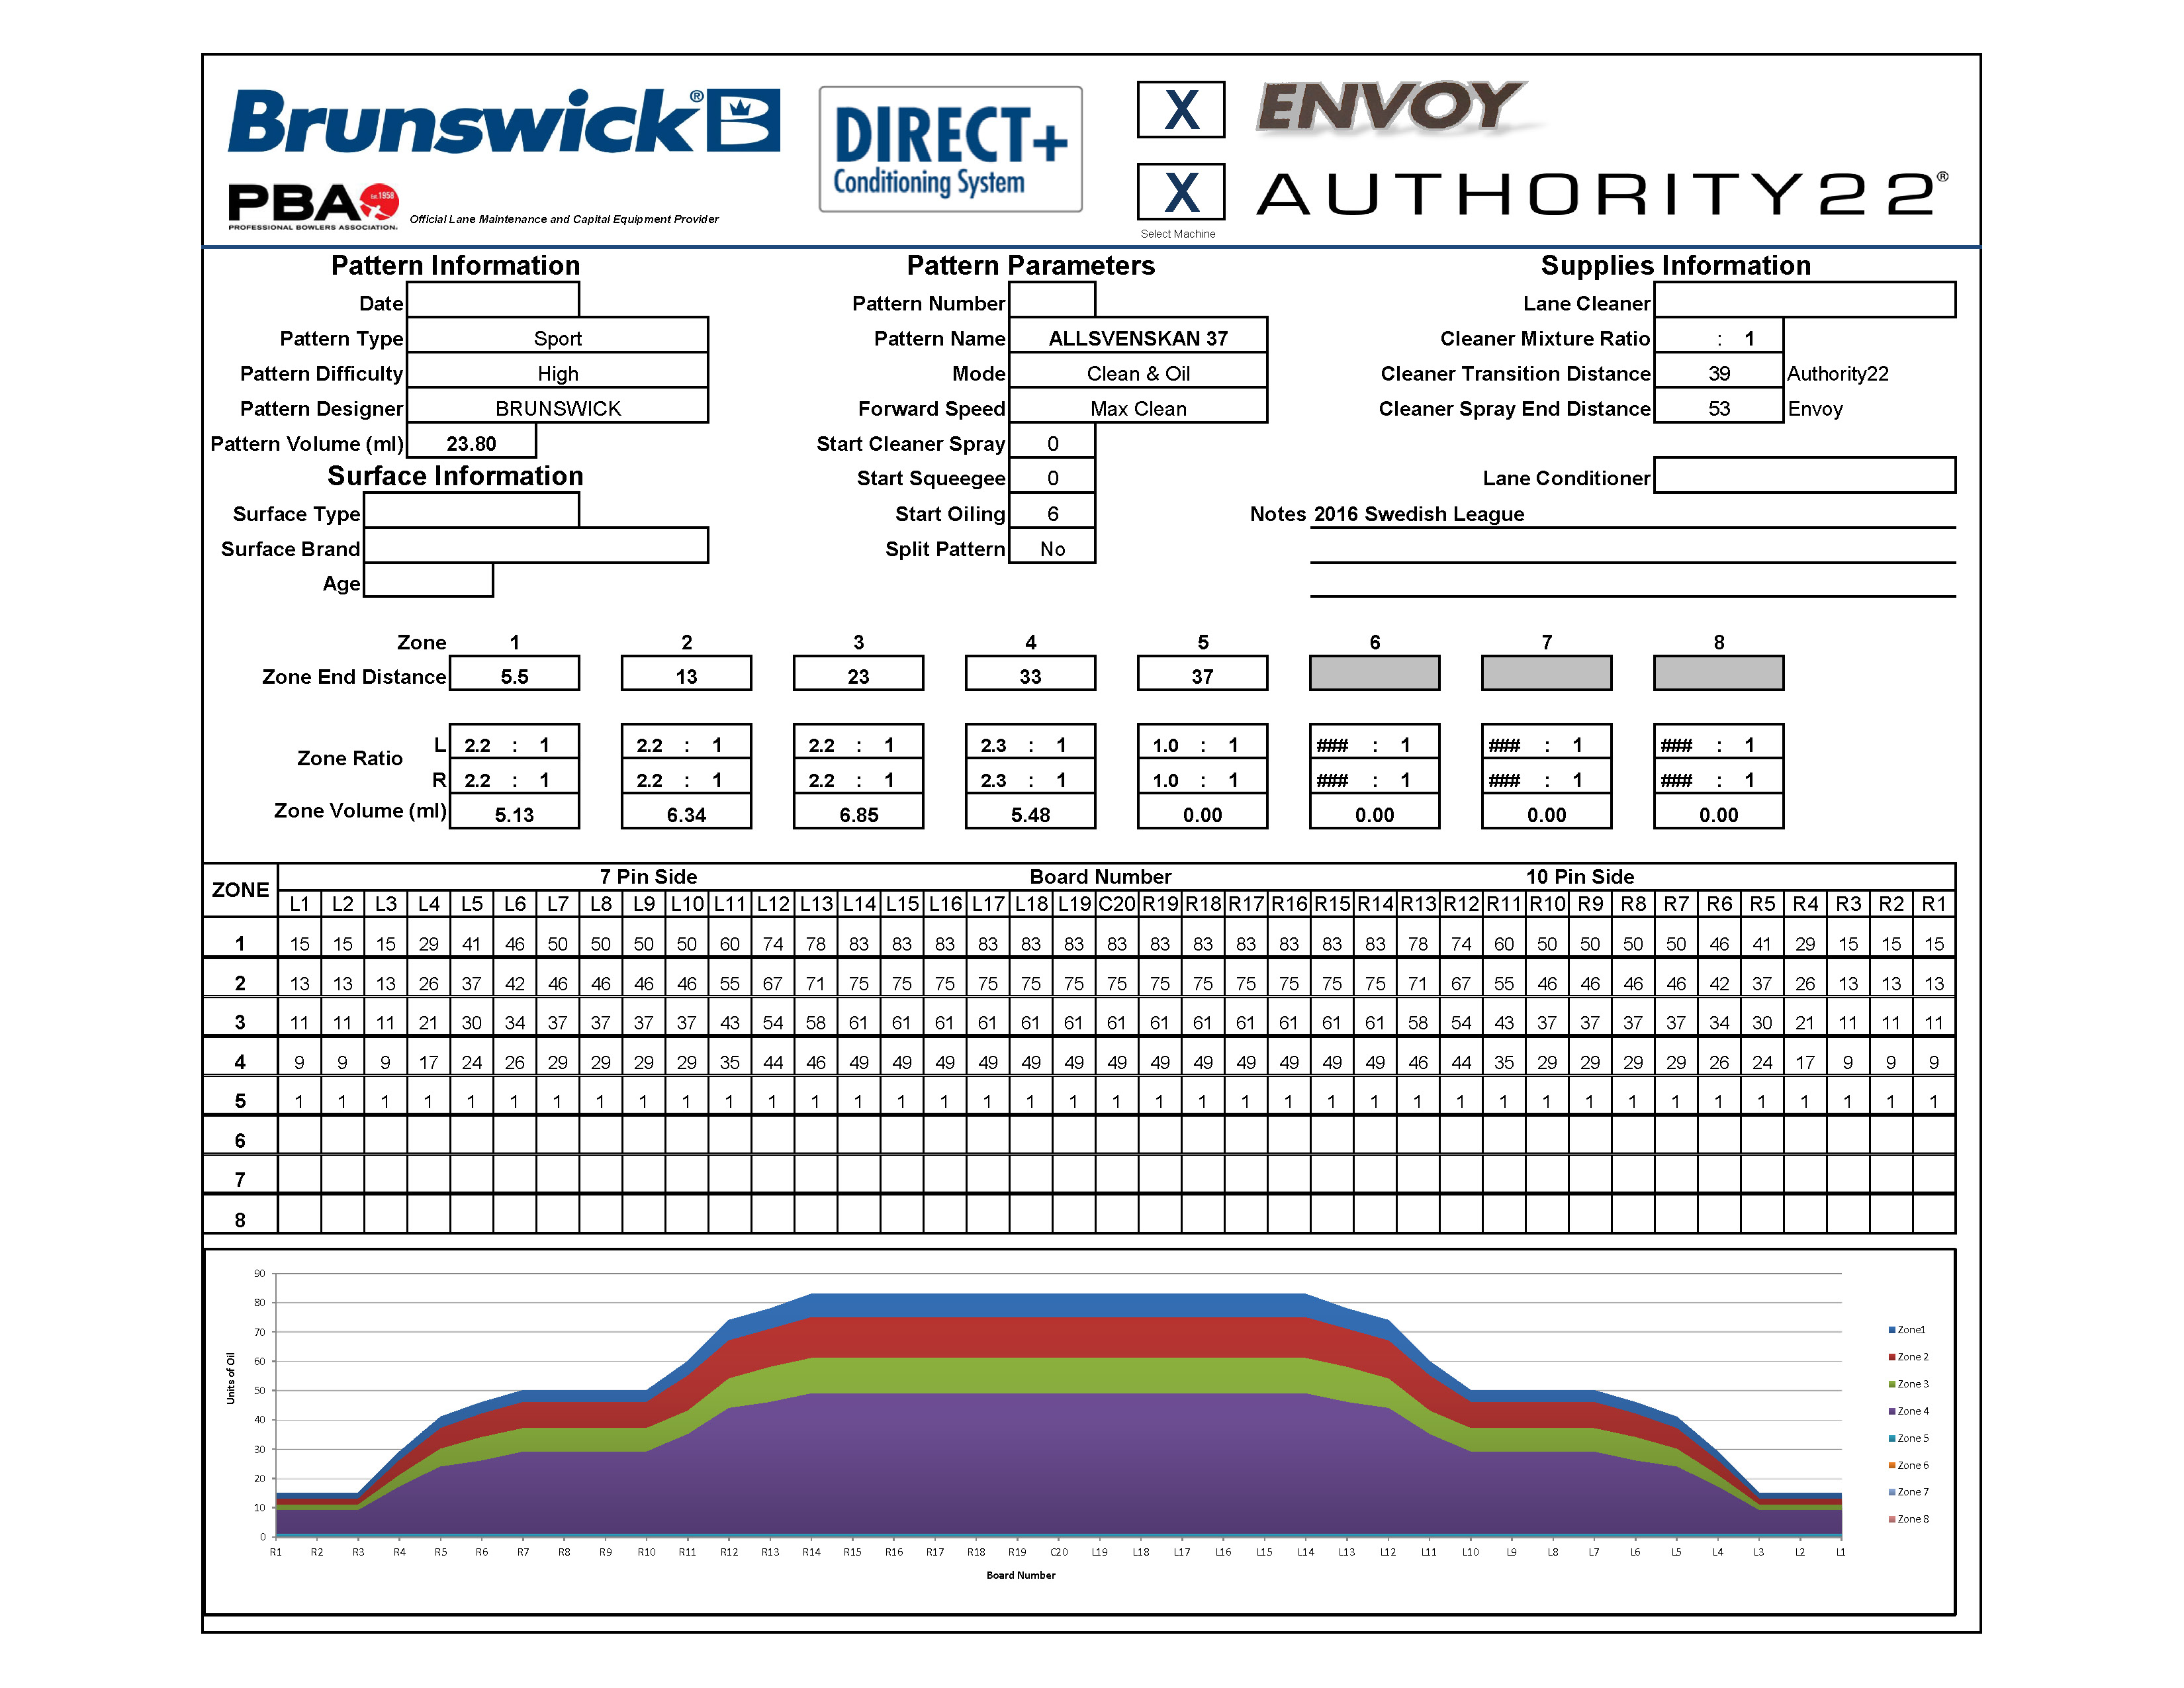 Brunswick® B
DIRECT+
Conditioning System
X ENVOY
PBA est.1958
PROFESSIONAL BOWLERS ASSOCIATION.
Official Lane Maintenance and Capital Equipment Provider
X AUTHORITY22®
Select Machine
Pattern Information Pattern Parameters Supplies Information
Date Pattern Number Lane Cleaner
Pattern Type Sport Pattern Name ALLSVENSKAN 37 Cleaner Mixture Ratio : 1
Pattern Difficulty High Mode Clean & Oil Cleaner Transition Distance 39 Authority22
Pattern Designer BRUNSWICK Forward Speed Max Clean Cleaner Spray End Distance 53 Envoy
Pattern Volume (ml) 23.80 Start Cleaner Spray 0
Surface Information Start Squeegee 0 Lane Conditioner
Surface Type Start Oiling 6 Notes 2016 Swedish League
Surface Brand Split Pattern No
Age
Zone 1 2 3 4 5 6 7 8
Zone End Distance 5.5 13 23 33 37
Zone Ratio
L 2.2 : 1 2.2 : 1 2.2 : 1 2.3 : 1 1.0 : 1 ### : 1 ### : 1 ### : 1
R 2.2 : 1 2.2 : 1 2.2 : 1 2.3 : 1 1.0 : 1 ### : 1 ### : 1 ### : 1
Zone Volume (ml) 5.13 6.34 6.85 5.48 0.00 0.00 0.00 0.00
ZONE 7 Pin Side Board Number 10 Pin Side
L1 L2 L3 L4 L5 L6 L7 L8 L9 L10 L11 L12 L13 L14 L15 L16 L17 L18 L19 C20 R19 R18 R17 R16 R15 R14 R13 R12 R11 R10 R9 R8 R7 R6 R5 R4 R3 R2 R1
1 15 15 15 29 41 46 50 50 50 50 60 74 78 83 83 83 83 83 83 83 83 83 83 83 83 83 78 74 60 50 50 50 50 46 41 29 15 15 15
2 13 13 13 26 37 42 46 46 46 46 55 67 71 75 75 75 75 75 75 75 75 75 75 75 75 75 71 67 55 46 46 46 46 42 37 26 13 13 13
3 11 11 11 21 30 34 37 37 37 37 43 54 58 61 61 61 61 61 61 61 61 61 61 61 61 61 58 54 43 37 37 37 37 34 30 21 11 11 11
4 9 9 9 17 24 26 29 29 29 29 35 44 46 49 49 49 49 49 49 49 49 49 49 49 49 49 46 44 35 29 29 29 29 26 24 17 9 9 9
5 1 1 1 1 1 1 1 1 1 1 1 1 1 1 1 1 1 1 1 1 1 1 1 1 1 1 1 1 1 1 1 1 1 1 1 1 1 1 1
6
7
8
90
80
70
60
50
40
30
20
10
0
Units of Oil
R1 R2 R3 R4 R5 R6 R7 R8 R9 R10 R11 R12 R13 R14 R15 R16 R17 R18 R19 C20 L19 L18 L17 L16 L15 L14 L13 L12 L11 L10 L9 L8 L7 L6 L5 L4 L3 L2 L1
Board Number
Zone1
Zone 2
Zone 3
Zone 4
Zone 5
Zone 6
Zone 7
Zone 8